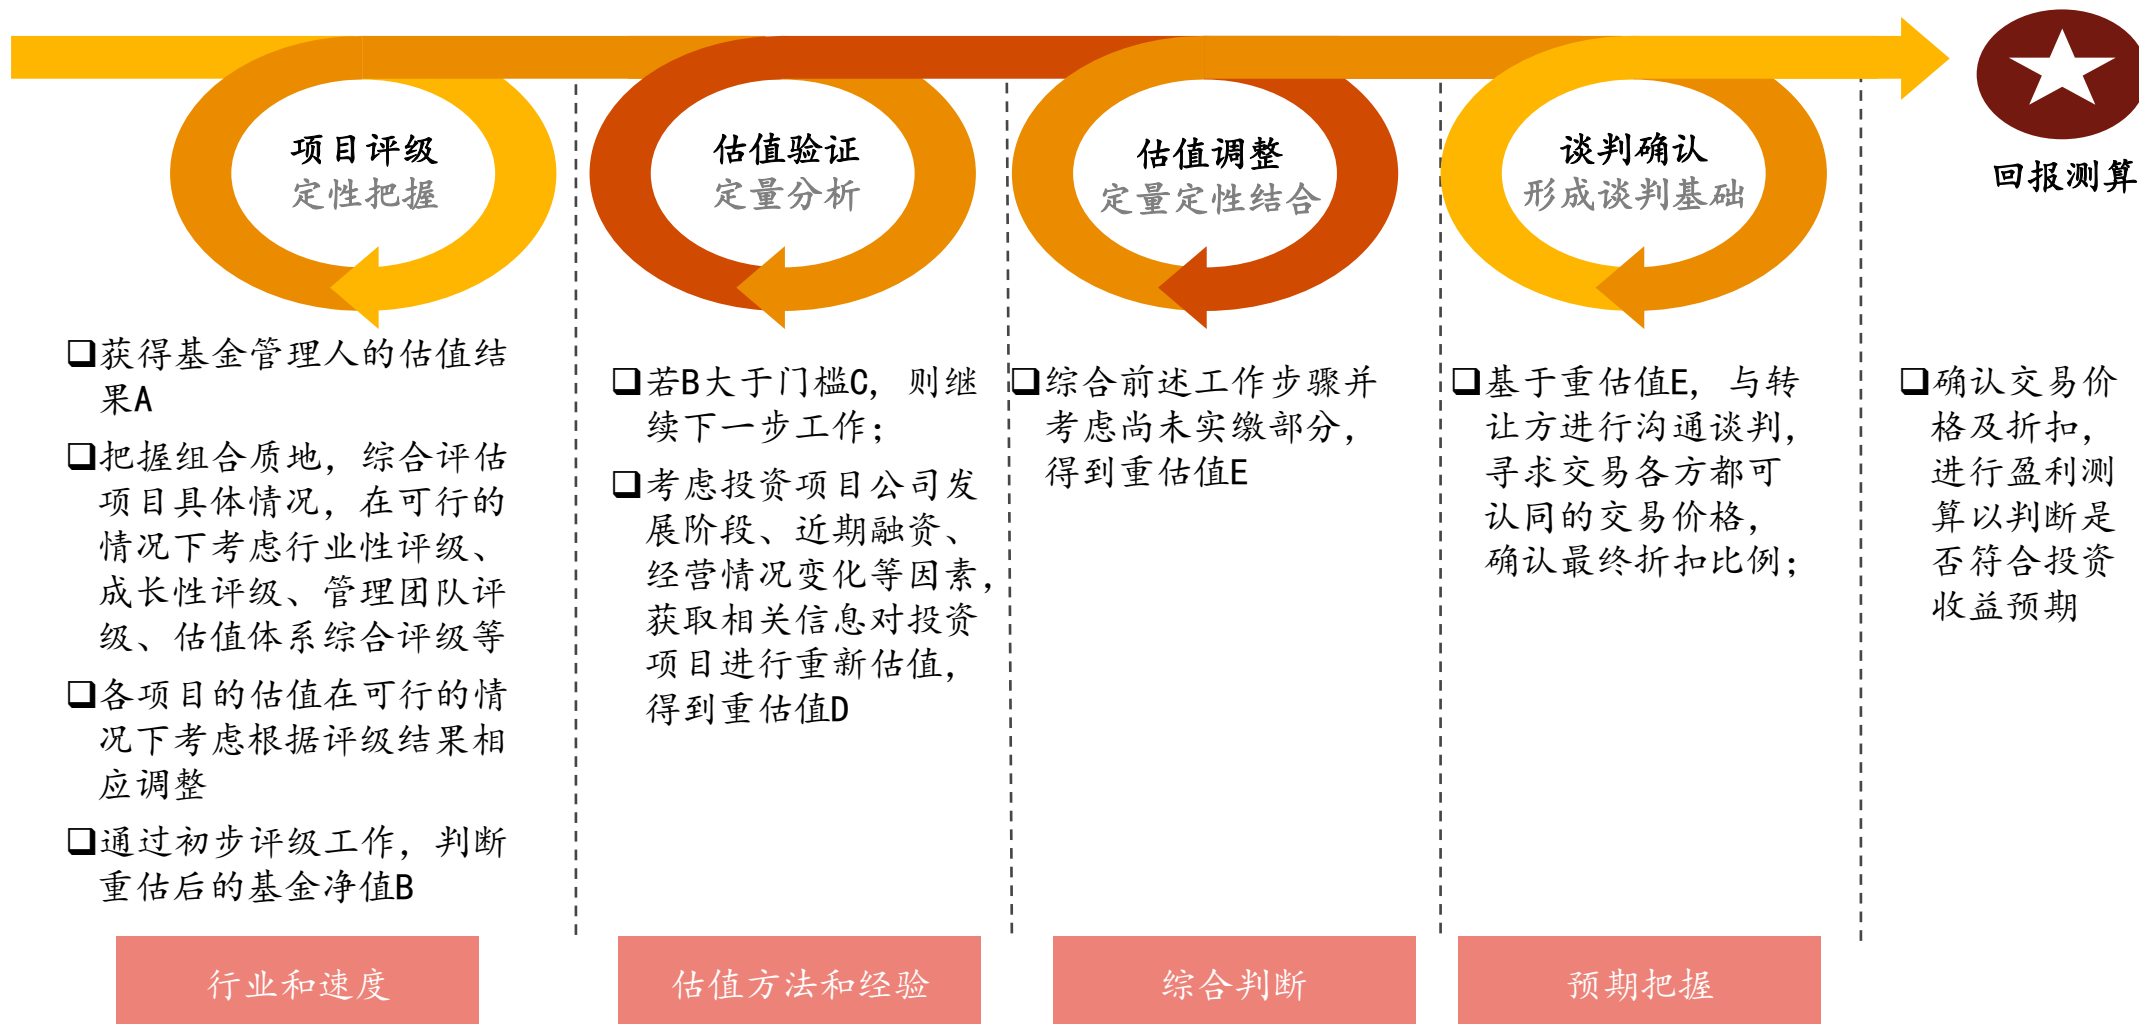 项目评级
定性把握
估值验证
定量分析
估值调整
定量定性结合
谈判确认
形成谈判基础
回报测算
❑获得基金管理人的估值结
果A
❑把握组合质地，综合评估
项目具体情况，在可行的
情况下考虑行业性评级、
成长性评级、管理团队评
级、估值体系综合评级等
❑各项目的估值在可行的情
况下考虑根据评级结果相
应调整
❑通过初步评级工作，判断
重估后的基金净值B
❑若B大于门槛C，则继
续下一步工作；
❑考虑投资项目公司发
展阶段、近期融资、
经营情况变化等因素，
获取相关信息对投资
项目进行重新估值，
得到重估值D
❑综合前述工作步骤并
考虑尚未实缴部分，
得到重估值E
❑基于重估值E，与转
让方进行沟通谈判，
寻求交易各方都可
认同的交易价格，
确认最终折扣比例；
❑确认交易价
格及折扣，
进行盈利测
算以判断是
否符合投资
收益预期
行业和速度
估值方法和经验
综合判断
预期把握